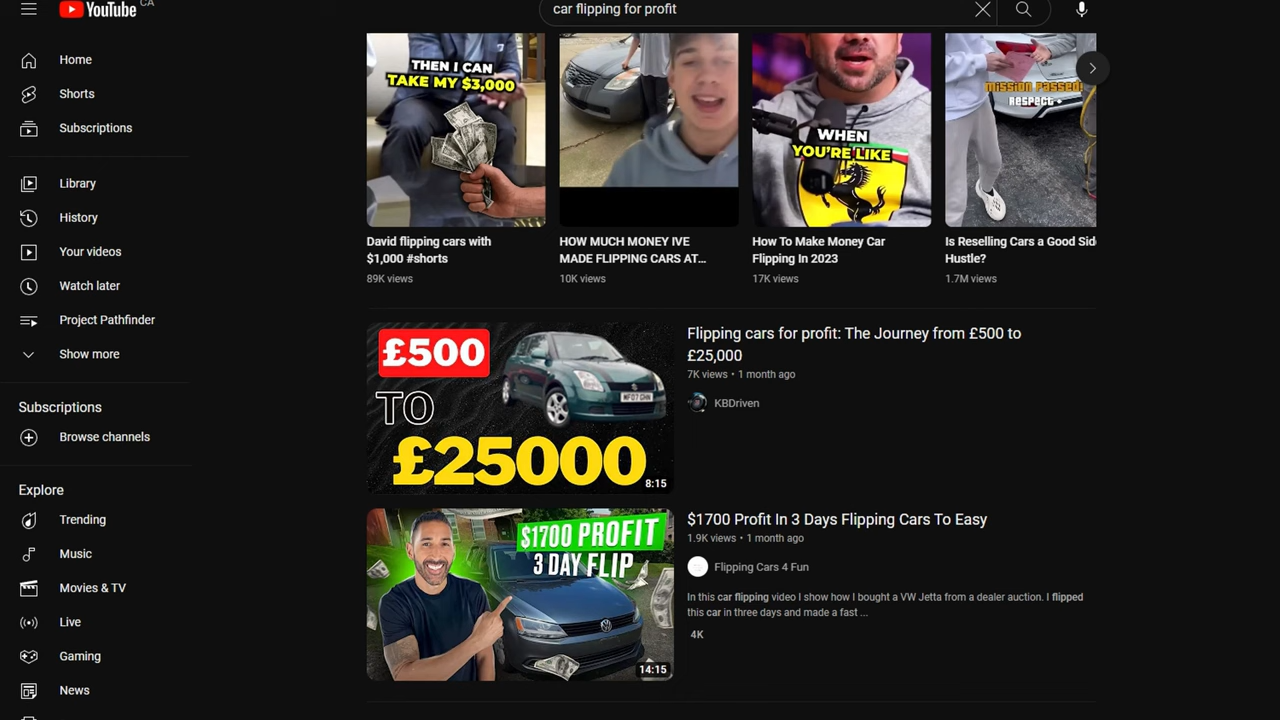 YouTube CA
car flipping for profit
Home
Shorts
Subscriptions
Library
History
Your videos
Watch later
Project Pathfinder
Show more
Subscriptions
Browse channels
Explore
Trending
Music
Movies & TV
Live
Gaming
News
THEN I CAN
TAKE MY $3,000
WHEN
YOU'RE LIKE
MISSION PASSED!
RESPECT +
David flipping cars with
$1,000 #shorts
89K views
HOW MUCH MONEY IVE
MADE FLIPPING CARS AT...
10K views
How To Make Money Car
Flipping In 2023
17K views
Is Reselling Cars a Good Side
Hustle?
1.7M views
£500
TO
£25000
MF07 GHN
8:15
Flipping cars for profit: The Journey from £500 to
£25,000
7K views • 1 month ago
KBDriven
$1700 PROFIT
3 DAY FLIP
14:15
$1700 Profit In 3 Days Flipping Cars To Easy
1.9K views • 1 month ago
Flipping Cars 4 Fun
In this car flipping video I show how I bought a VW Jetta from a dealer auction. I flipped
this car in three days and made a fast ...
4K